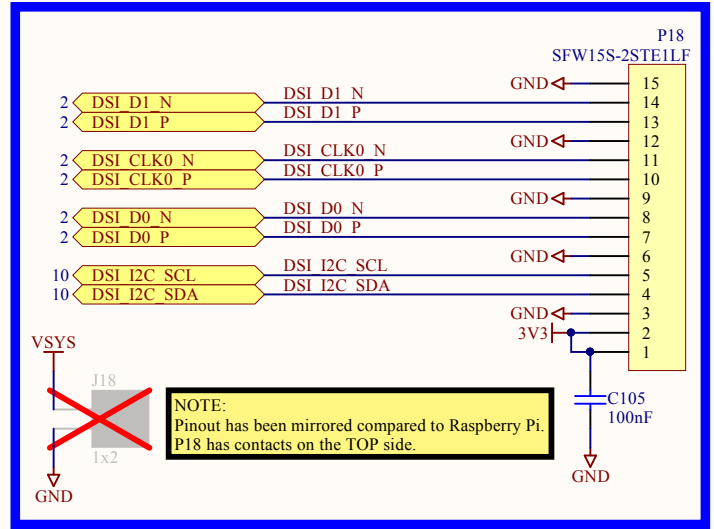 P18
SFW15S-2STE1LF
GND 15
2 DSI_D1_N DSI_D1_N 14
2 DSI_D1_P DSI_D1_P 13
GND 12
2 DSI_CLK0_N DSI_CLK0_N 11
2 DSI_CLK0_P DSI_CLK0_P 10
GND 9
2 DSI_D0_N DSI_D0_N 8
2 DSI_D0_P DSI_D0_P 7
GND 6
10 DSI_I2C_SCL DSI_I2C_SCL 5
10 DSI_I2C_SDA DSI_I2C_SDA 4
GND 3
3V3 2
1
VSYS
J18
1x2
GND
NOTE:
Pinout has been mirrored compared to Raspberry Pi.
P18 has contacts on the TOP side.
C105
100nF
GND